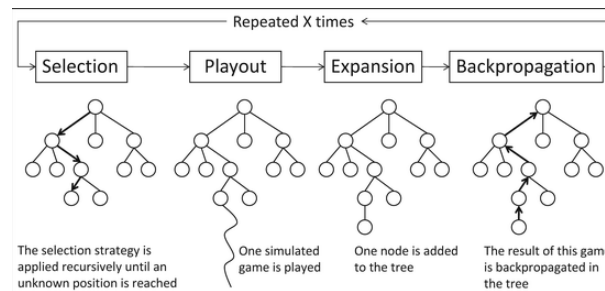 Repeated X times
Selection
Playout
Expansion
Backpropagation
The selection strategy is
applied recursively until an
unknown position is reached
One simulated
game is played
One node is added
to the tree
The result of this gam
is backpropagated in
the tree